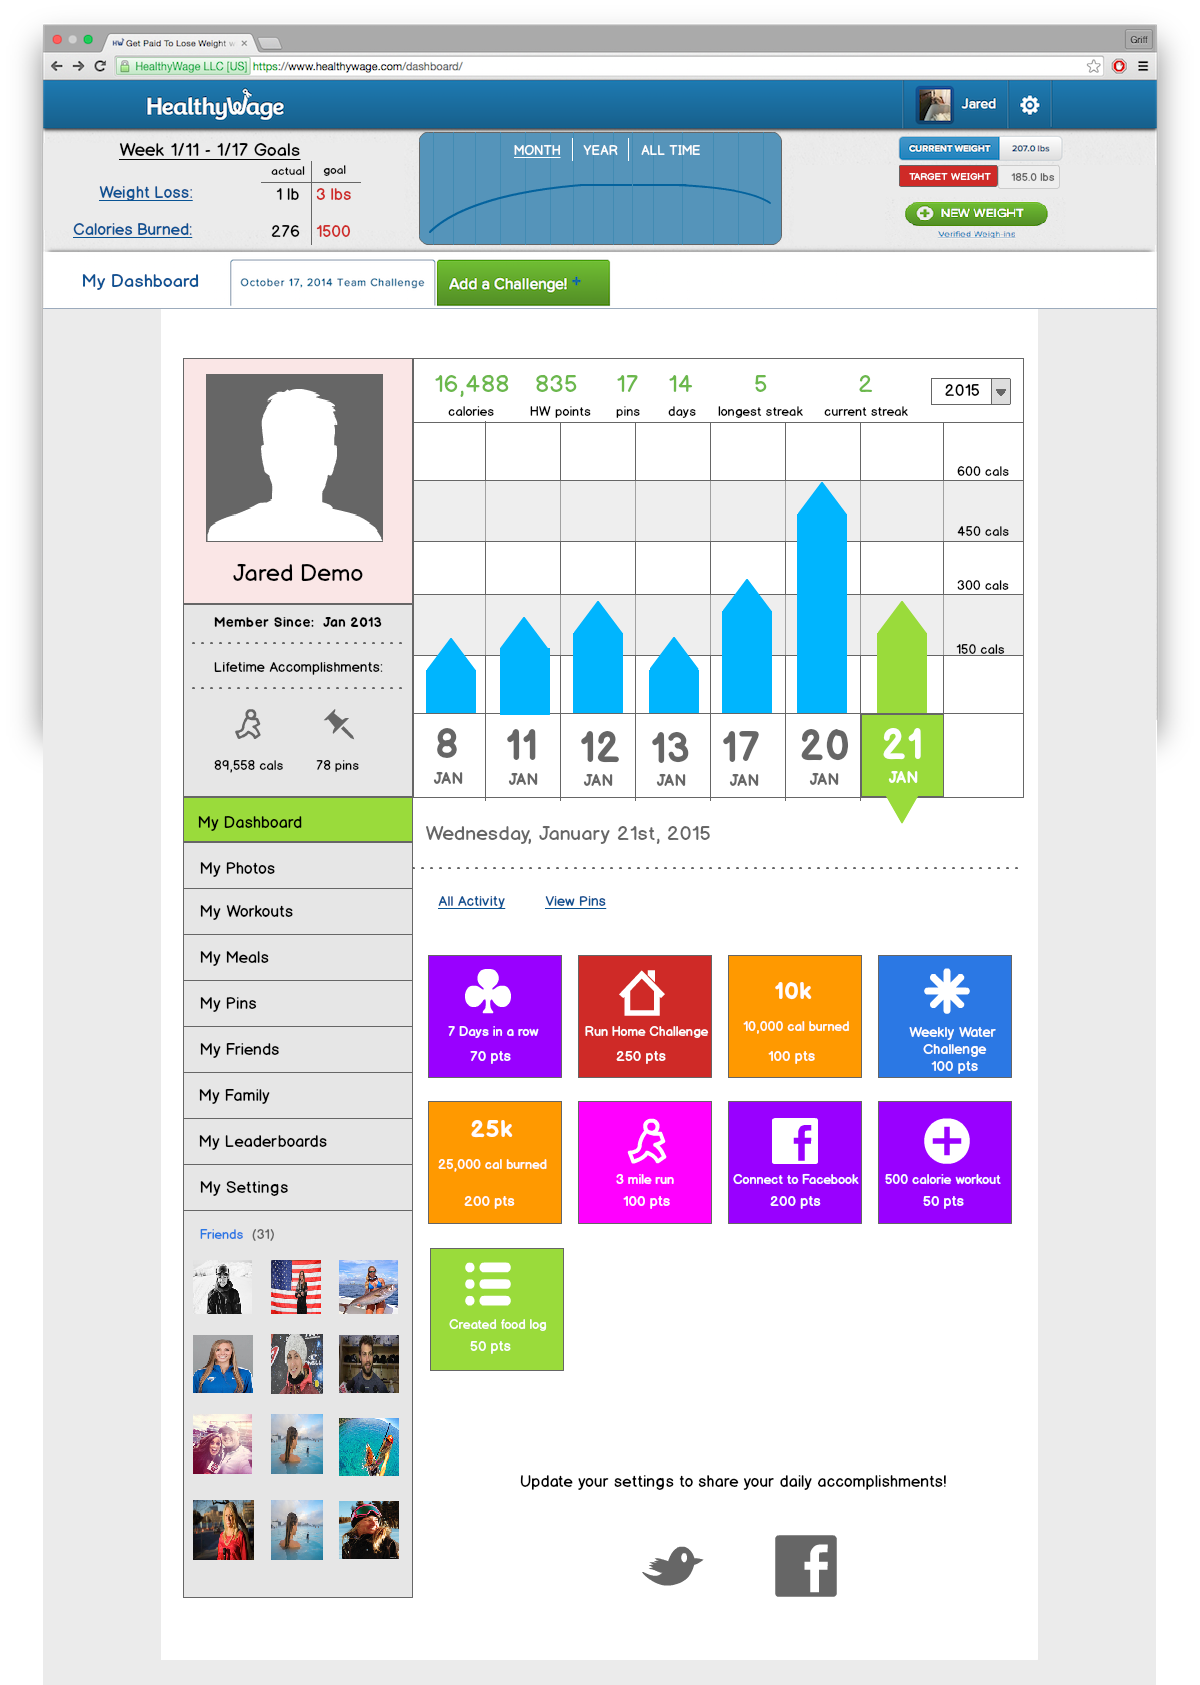 HW Get Paid To Lose Weight w
Griff
HealthyWage LLC [US] https://www.healthywage.com/dashboard/
HealthyWage
Jared
Week 1/11 - 1/17 Goals
actual goal
Weight Loss: 1 lb 3 lbs
Calories Burned: 276 1500
MONTH YEAR ALL TIME
CURRENT WEIGHT 207.0 lbs
TARGET WEIGHT 185.0 lbs
NEW WEIGHT
Verified Weigh-ins
My Dashboard
October 17, 2014 Team Challenge
Add a Challenge! +
16,488 835 17 14 5 2
calories HW points pins days longest streak current streak
2015
600 cals
450 cals
300 cals
150 cals
8 11 12 13 17 20 21
JAN JAN JAN JAN JAN JAN JAN
Jared Demo
Member Since: Jan 2013
Lifetime Accomplishments:
89,558 cals 78 pins
My Dashboard
My Photos
My Workouts
My Meals
My Pins
My Friends
My Family
My Leaderboards
My Settings
Friends (31)
Wednesday, January 21st, 2015
All Activity View Pins
7 Days in a row
70 pts
Run Home Challenge
250 pts
10k
10,000 cal burned
100 pts
Weekly Water
Challenge
100 pts
25k
25,000 cal burned
200 pts
3 mile run
100 pts
Connect to Facebook
200 pts
500 calorie workout
50 pts
Created food log
50 pts
Update your settings to share your daily accomplishments!